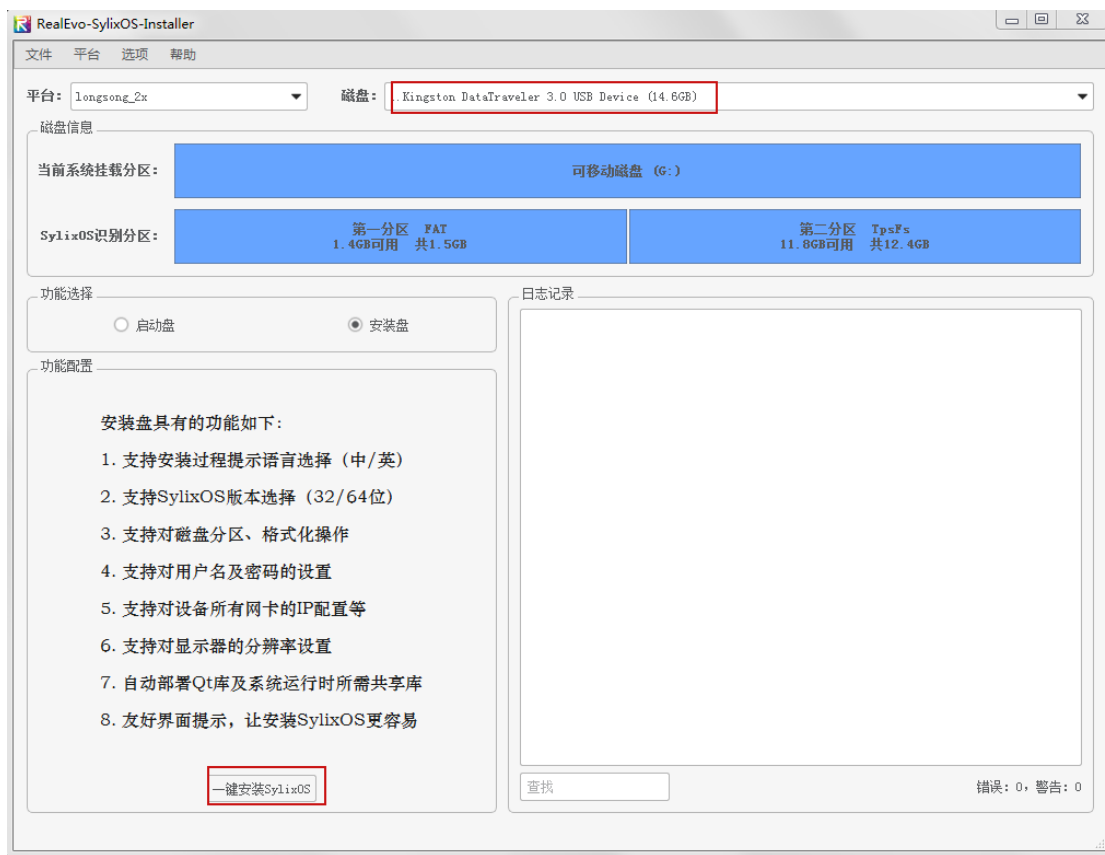 RealEvo-SylixOS-Installer
文件 平台 选项 帮助
平台: longsong_2x 磁盘: .Kingston DataTraveler 3.0 USB Device (14.6GB)
磁盘信息
当前系统挂载分区: 可移动磁盘 (G:)
SylixOS识别分区: 第一分区 FAT 第二分区 TpsFs
1.4GB可用 共1.5GB 11.8GB可用 共12.4GB
功能选择 日志记录
启动盘 安装盘
功能配置
安装盘具有的功能如下:
1. 支持安装过程提示语言选择（中/英）
2. 支持SylixOS版本选择（32/64位）
3. 支持对磁盘分区、格式化操作
4. 支持对用户名及密码的设置
5. 支持对设备所有网卡的IP配置等
6. 支持对显示器的分辨率设置
7. 自动部署Qt库及系统运行时所需共享库
8. 友好界面提示，让安装SylixOS更容易
一键安装SylixOS 查找 错误: 0, 警告: 0